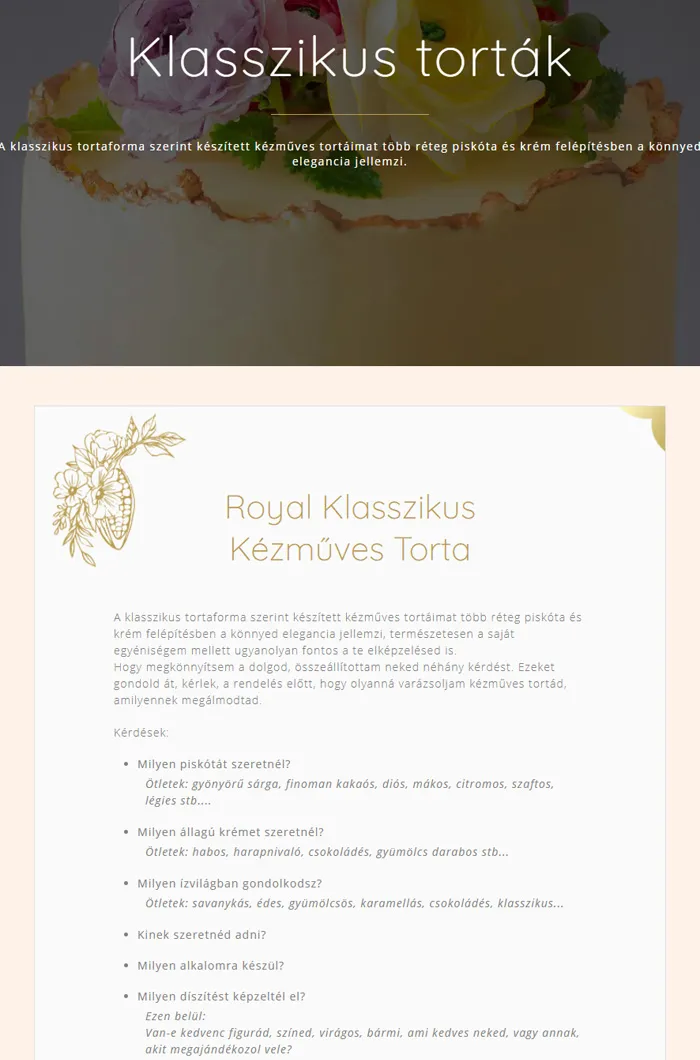 Klasszikus torták
A klasszikus tortaforma szerint készített kézműves tortáimat több réteg piskóta és krém felépítésben a könnyed
elegancia jellemzi.
Royal Klasszikus
Kézműves Torta
A klasszikus tortaforma szerint készített kézműves tortáimat több réteg piskóta és
krém felépítésben a könnyed elegancia jellemzi, természetesen a saját
egyéniségem mellett ugyanolyan fontos a te elképzelésed is.
Hogy megkönnyítsem a dolgod, összeállítottam neked néhány kérdést. Ezeket
gondold át, kérlek, a rendelés előtt, hogy olyanná varázsoljam kézműves tortád,
amilyennek megálmodtad.
Kérdések:
• Milyen piskótát szeretnél?
Ötletek: gyönyörű sárga, finoman kakaós, diós, mákos, citromos, szaftos,
légies stb....
• Milyen állagú krémet szeretnél?
Ötletek: habos, harapnivaló, csokoládés, gyümölcs darabos stb...
• Milyen ízvilágban gondolkodsz?
Ötletek: savanykás, édes, gyümölcsös, karamellás, csokoládés, klasszikus...
• Kinek szeretnéd adni?
• Milyen alkalomra készül?
• Milyen díszítést képzeltél el?
Ezen belül:
Van-e kedvenc figurád, színed, virágos, bármi, ami kedves neked, vagy annak,
akit megajándékozol vele?